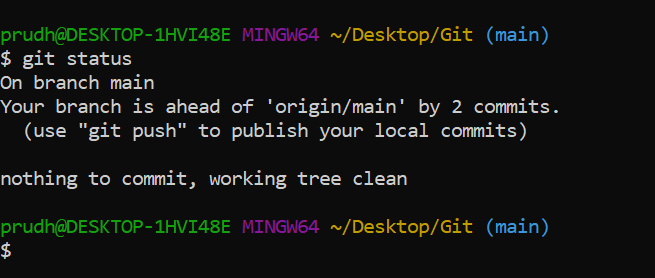 prudh@DESKTOP-1HVI48E MINGW64 ~/Desktop/Git (main)
$ git status
On branch main
Your branch is ahead of 'origin/main' by 2 commits.
  (use "git push" to publish your local commits)

nothing to commit, working tree clean

prudh@DESKTOP-1HVI48E MINGW64 ~/Desktop/Git (main)
$